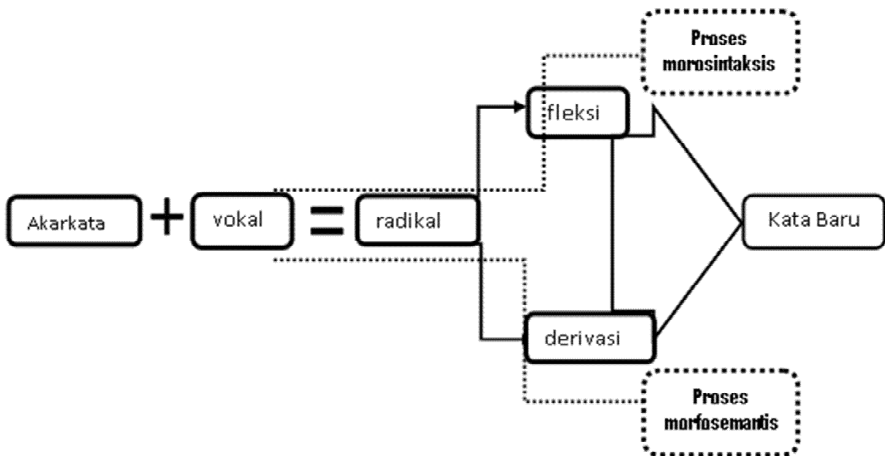 Proses
morosintaksis
fleksi
Akarkata + vokal = radikal
Kata Baru
derivasi
Proses
morfosemantis